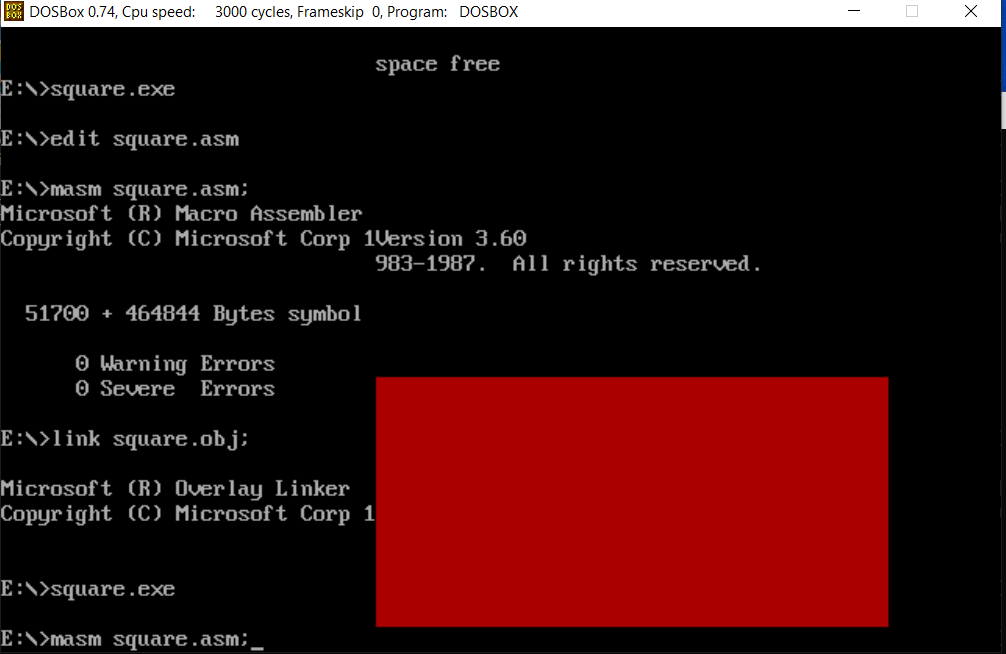 DOS BOX DOSBox 0.74, Cpu speed: 3000 cycles, Frameskip 0, Program: DOSBOX
space free
E:\>square.exe
E:\>edit square.asm
E:\>masm square.asm;
Microsoft (R) Macro Assembler
Copyright (C) Microsoft Corp 1Version 3.60
983-1987. All rights reserved.
51700 + 464844 Bytes symbol
0 Warning Errors
0 Severe Errors
E:\>link square.obj;
Microsoft (R) Overlay Linker
Copyright (C) Microsoft Corp 1
E:\>square.exe
E:\>masm square.asm;_